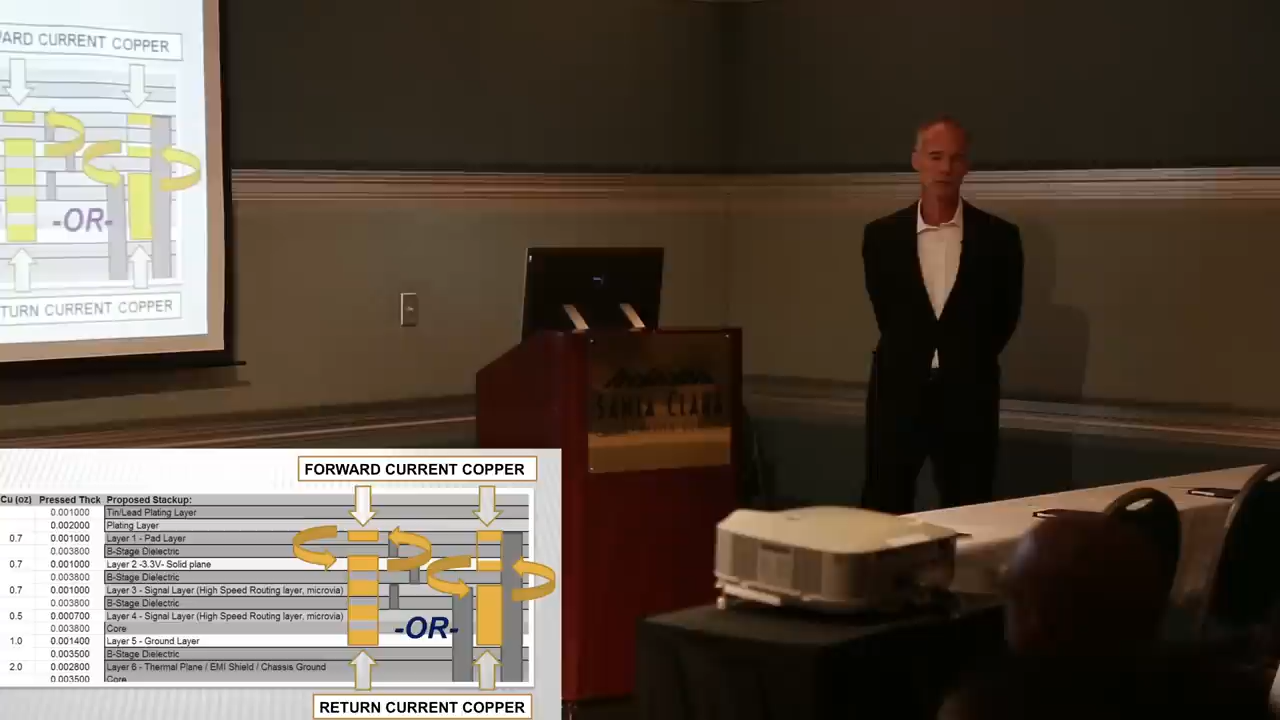 ARD CURRENT COPPER
-OR-
TURN CURRENT COPPER
SANTA CLARA
FORWARD CURRENT COPPER
Cu (oz) Pressed Thck Proposed Stackup:
0.001000 Tin/Lead Plating Layer
0.002000 Plating Layer
0.7 0.001000 Layer 1 - Pad Layer
0.003800 B-Stage Dielectric
0.7 0.001000 Layer 2 -3.3V- Solid plane
0.003800 B-Stage Dielectric
0.7 0.001000 Layer 3 - Signal Layer (High Speed Routing layer, microvia)
0.003800 B-Stage Dielectric
0.5 0.000700 Layer 4 - Signal Layer (High Speed Routing layer, microvia)
0.003800 Core
1.0 0.001400 Layer 5 - Ground Layer
0.003500 B-Stage Dielectric
2.0 0.002800 Layer 6 - Thermal Plane / EMI Shield / Chassis Ground
0.003500 Core
-OR-
RETURN CURRENT COPPER